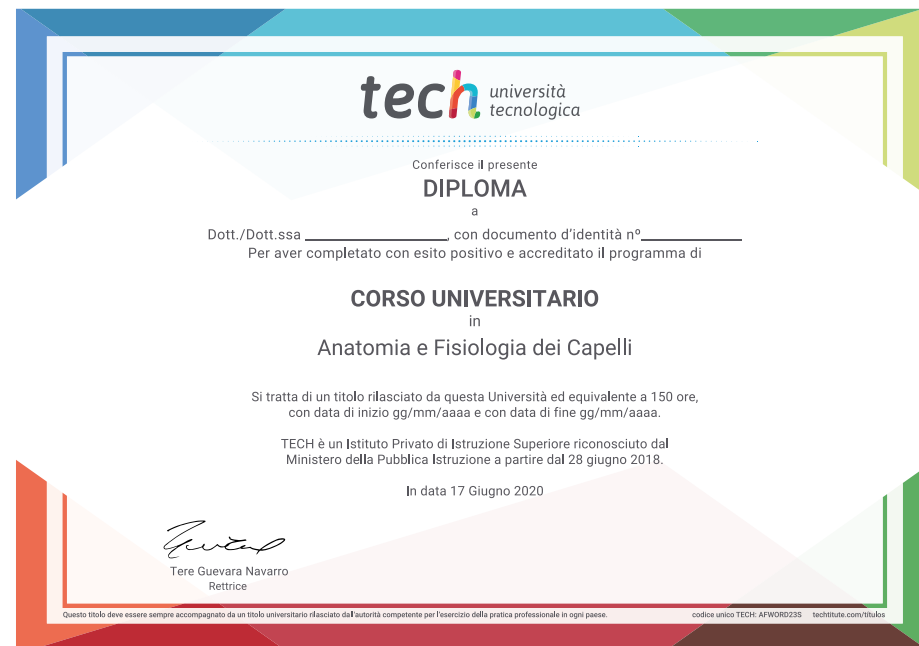 tech università
tecnologica
Conferisce il presente
DIPLOMA
a
Dott./Dott.ssa ____________________, con documento d'identità nº______________
Per aver completato con esito positivo e accreditato il programma di
CORSO UNIVERSITARIO
in
Anatomia e Fisiologia dei Capelli
Si tratta di un titolo rilasciato da questa Università ed equivalente a 150 ore,
con data di inizio gg/mm/aaaa e con data di fine gg/mm/aaaa.
TECH è un Istituto Privato di Istruzione Superiore riconosciuto dal
Ministero della Pubblica Istruzione a partire dal 28 giugno 2018.
In data 17 Giugno 2020
Tere Guevara Navarro
Rettrice
Questo titolo deve essere sempre accompagnato da un titolo universitario rilasciato dall'autorità competente per l'esercizio della pratica professionale in ogni paese. codice unico TECH: AFWORD23S techtitute.com/titulos